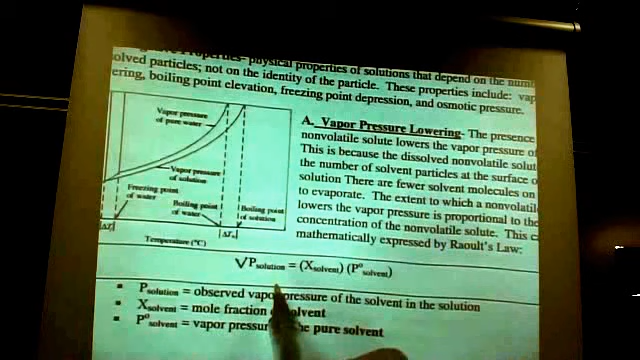 Properties- physical properties of solutions that depend on the num
olved particles; not on the identity of the particle. These properties include: vap
ering, boiling point elevation, freezing point depression, and osmotic pressure.
Vapor pressure
of pure water
Vapor pressure
of solution
Freezing point
of water
Boiling point
of water
Boiling point
of solution
ΔTf
ΔTb
Temperature (°C)
A. Vapor Pressure Lowering- The presence
nonvolatile solute lowers the vapor pressure of
This is because the dissolved nonvolatile solut
the number of solvent particles at the surface o
solution There are fewer solvent molecules on
to evaporate. The extent to which a nonvolatil
lowers the vapor pressure is proportional to the
concentration of the nonvolatile solute. This c
mathematically expressed by Raoult's Law:
√Psolution = (Xsolvent) (P°solvent)
▪ Psolution = observed vapor pressure of the solvent in the solution
▪ Xsolvent = mole fraction solvent
▪ P°solvent = vapor pressur the pure solvent